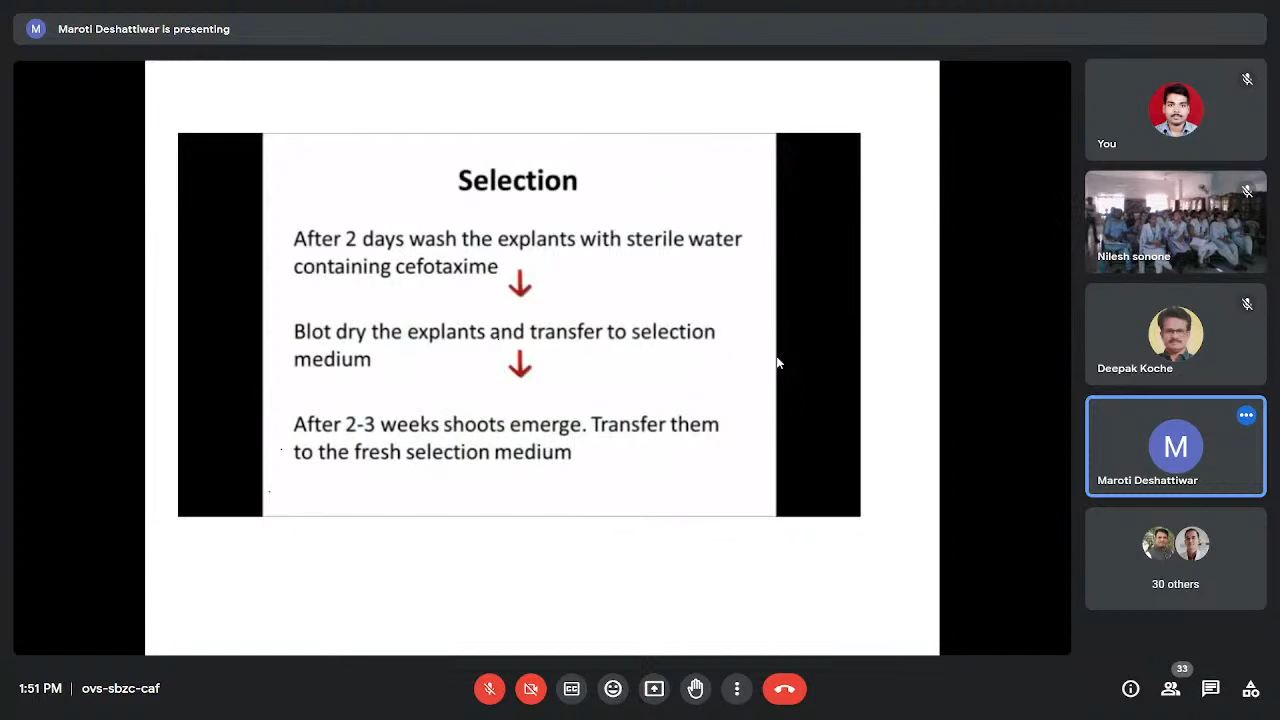 M Maroti Deshattiwar is presenting
Selection
After 2 days wash the explants with sterile water
containing cefotaxime
Blot dry the explants and transfer to selection
medium
After 2-3 weeks shoots emerge. Transfer them
to the fresh selection medium
You
Nilesh sonone
Deepak Koche
M
Maroti Deshattiwar
30 others
1:51 PM | ovs-sbzc-caf
CC
33